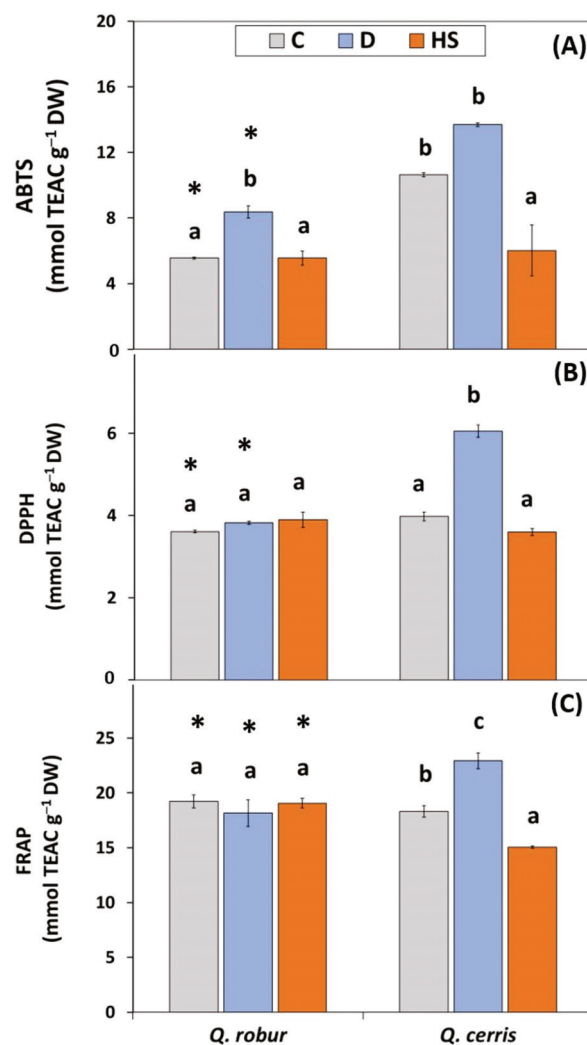 C D HS
(A)
20
16
12
8
4
0
ABTS
(mmol TEAC g⁻¹ DW)
* *
a b a
b b a
(B)
6
4
2
0
DPPH
(mmol TEAC g⁻¹ DW)
* *
a a a
a b a
(C)
25
20
15
10
5
0
FRAP
(mmol TEAC g⁻¹ DW)
* * *
a a a
b c a
Q. robur Q. cerris